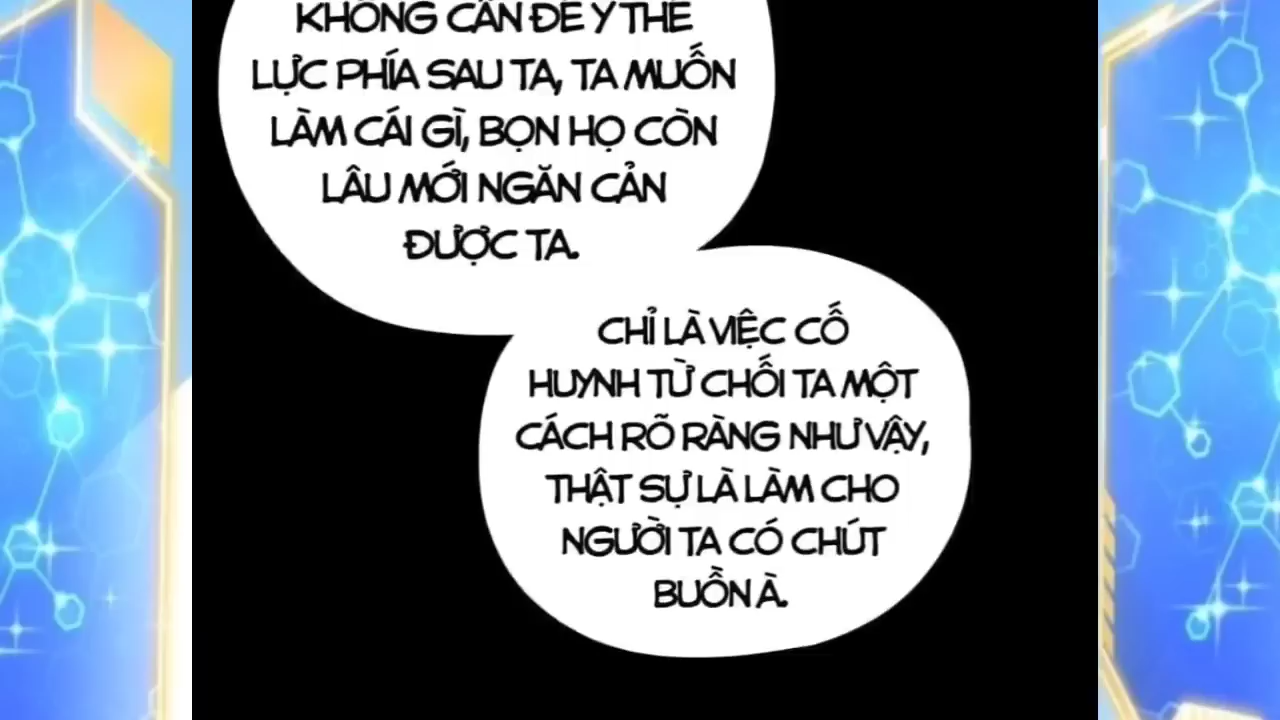 KHÔNG CẦN ĐỂ Ý THẾ
LỰC PHÍA SAU TA, TA MUỐN
LÀM CÁI GÌ, BỌN HỌ CÒN
LÂU MỚI NGĂN CẢN
ĐƯỢC TA.
CHỈ LÀ VIỆC CỐ
HUYNH TỪ CHỐI TA MỘT
CÁCH RÕ RÀNG NHƯ VẬY,
THẬT SỰ LÀ LÀM CHO
NGƯỜI TA CÓ CHÚT
BUỒN À.